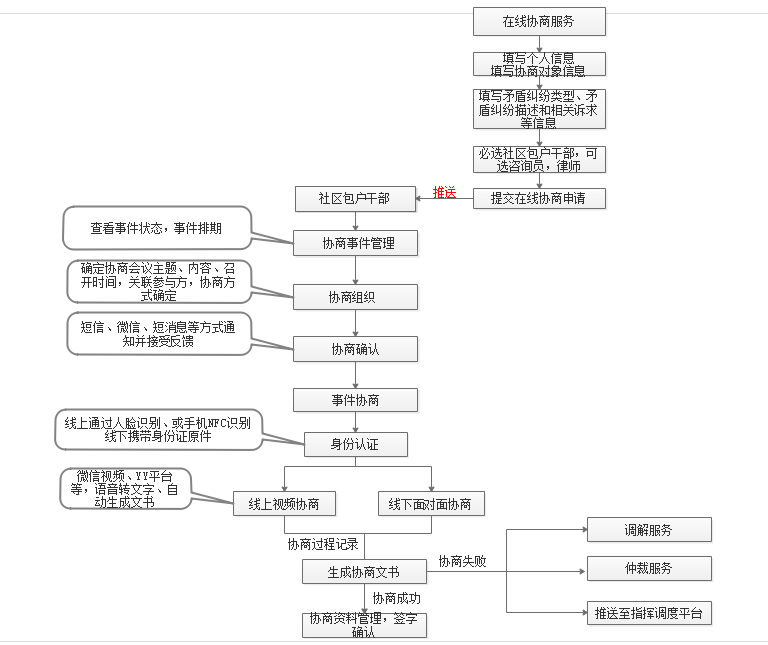 在线协商服务
填写个人信息
填写协商对象信息
填写矛盾纠纷类型、矛
盾纠纷描述和相关诉求
等信息
必选社区包户干部，可
选咨询员，律师
提交在线协商申请
推送
社区包户干部
查看事件状态，事件排期
协商事件管理
确定协商会议主题、内容、召
开时间，关联参与方，协商方
式确定
协商组织
短信、微信、短消息等方式通
知并接受反馈
协商确认
事件协商
线上通过人脸识别、或手机NFC识别
线下携带身份证原件
身份认证
微信视频、YY平台
等，语音转文字、自
动生成文书
线上视频协商
线下面对面协商
协商过程记录
生成协商文书
协商失败
调解服务
仲裁服务
推送至指挥调度平台
协商成功
协商资料管理，签字
确认